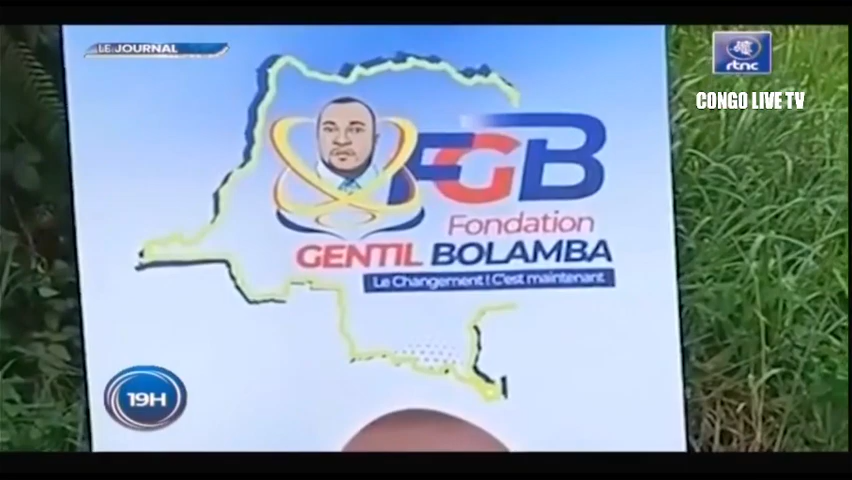 LE JOURNAL
rtnc
CONGO LIVE TV
FGB
Fondation
GENTIL BOLAMBA
Le Changement ! C'est maintenant
19H